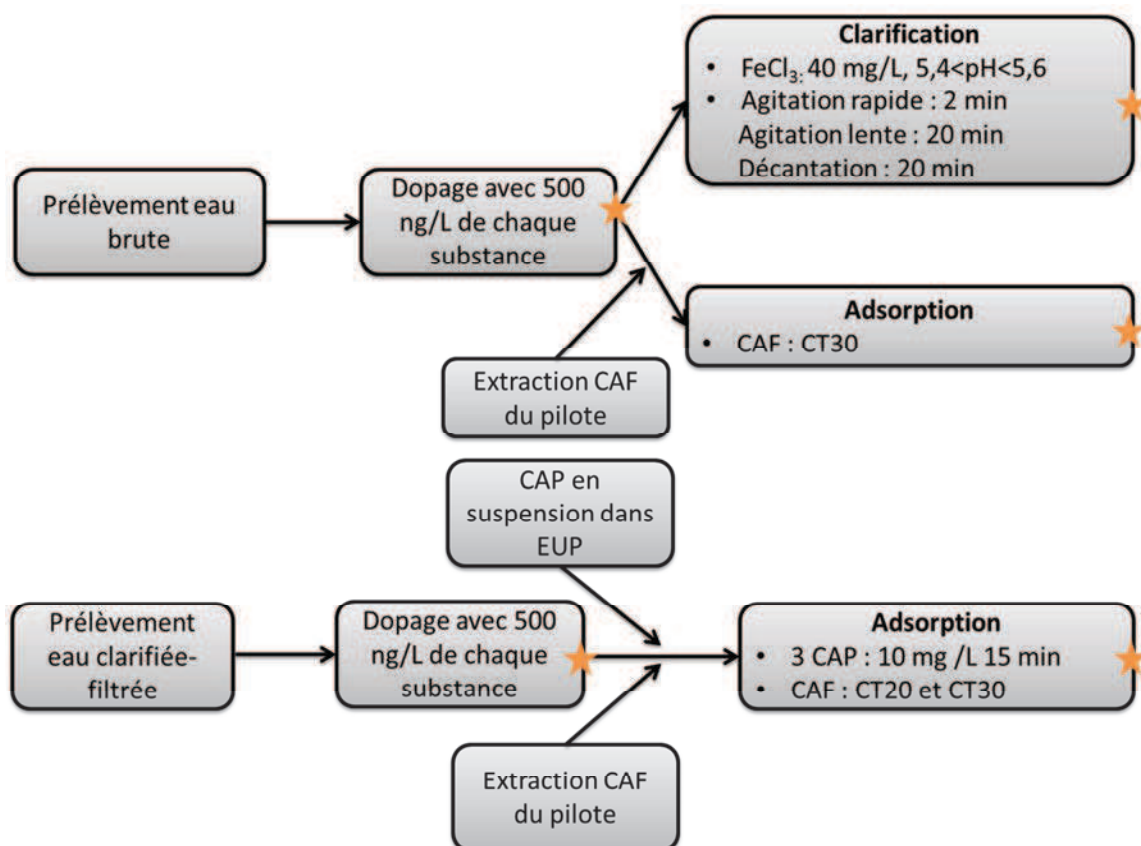 Prélèvement eau
brute
Dopage avec 500
ng/L de chaque
substance
Clarification
• FeCl3: 40 mg/L, 5,4<pH<5,6
• Agitation rapide : 2 min
Agitation lente : 20 min
Décantation : 20 min
Adsorption
• CAF : CT30
Extraction CAF
du pilote
CAP en
suspension dans
EUP
Prélèvement
eau clarifiée-
filtrée
Dopage avec 500
ng/L de chaque
substance
Adsorption
• 3 CAP : 10 mg /L 15 min
• CAF : CT20 et CT30
Extraction CAF
du pilote